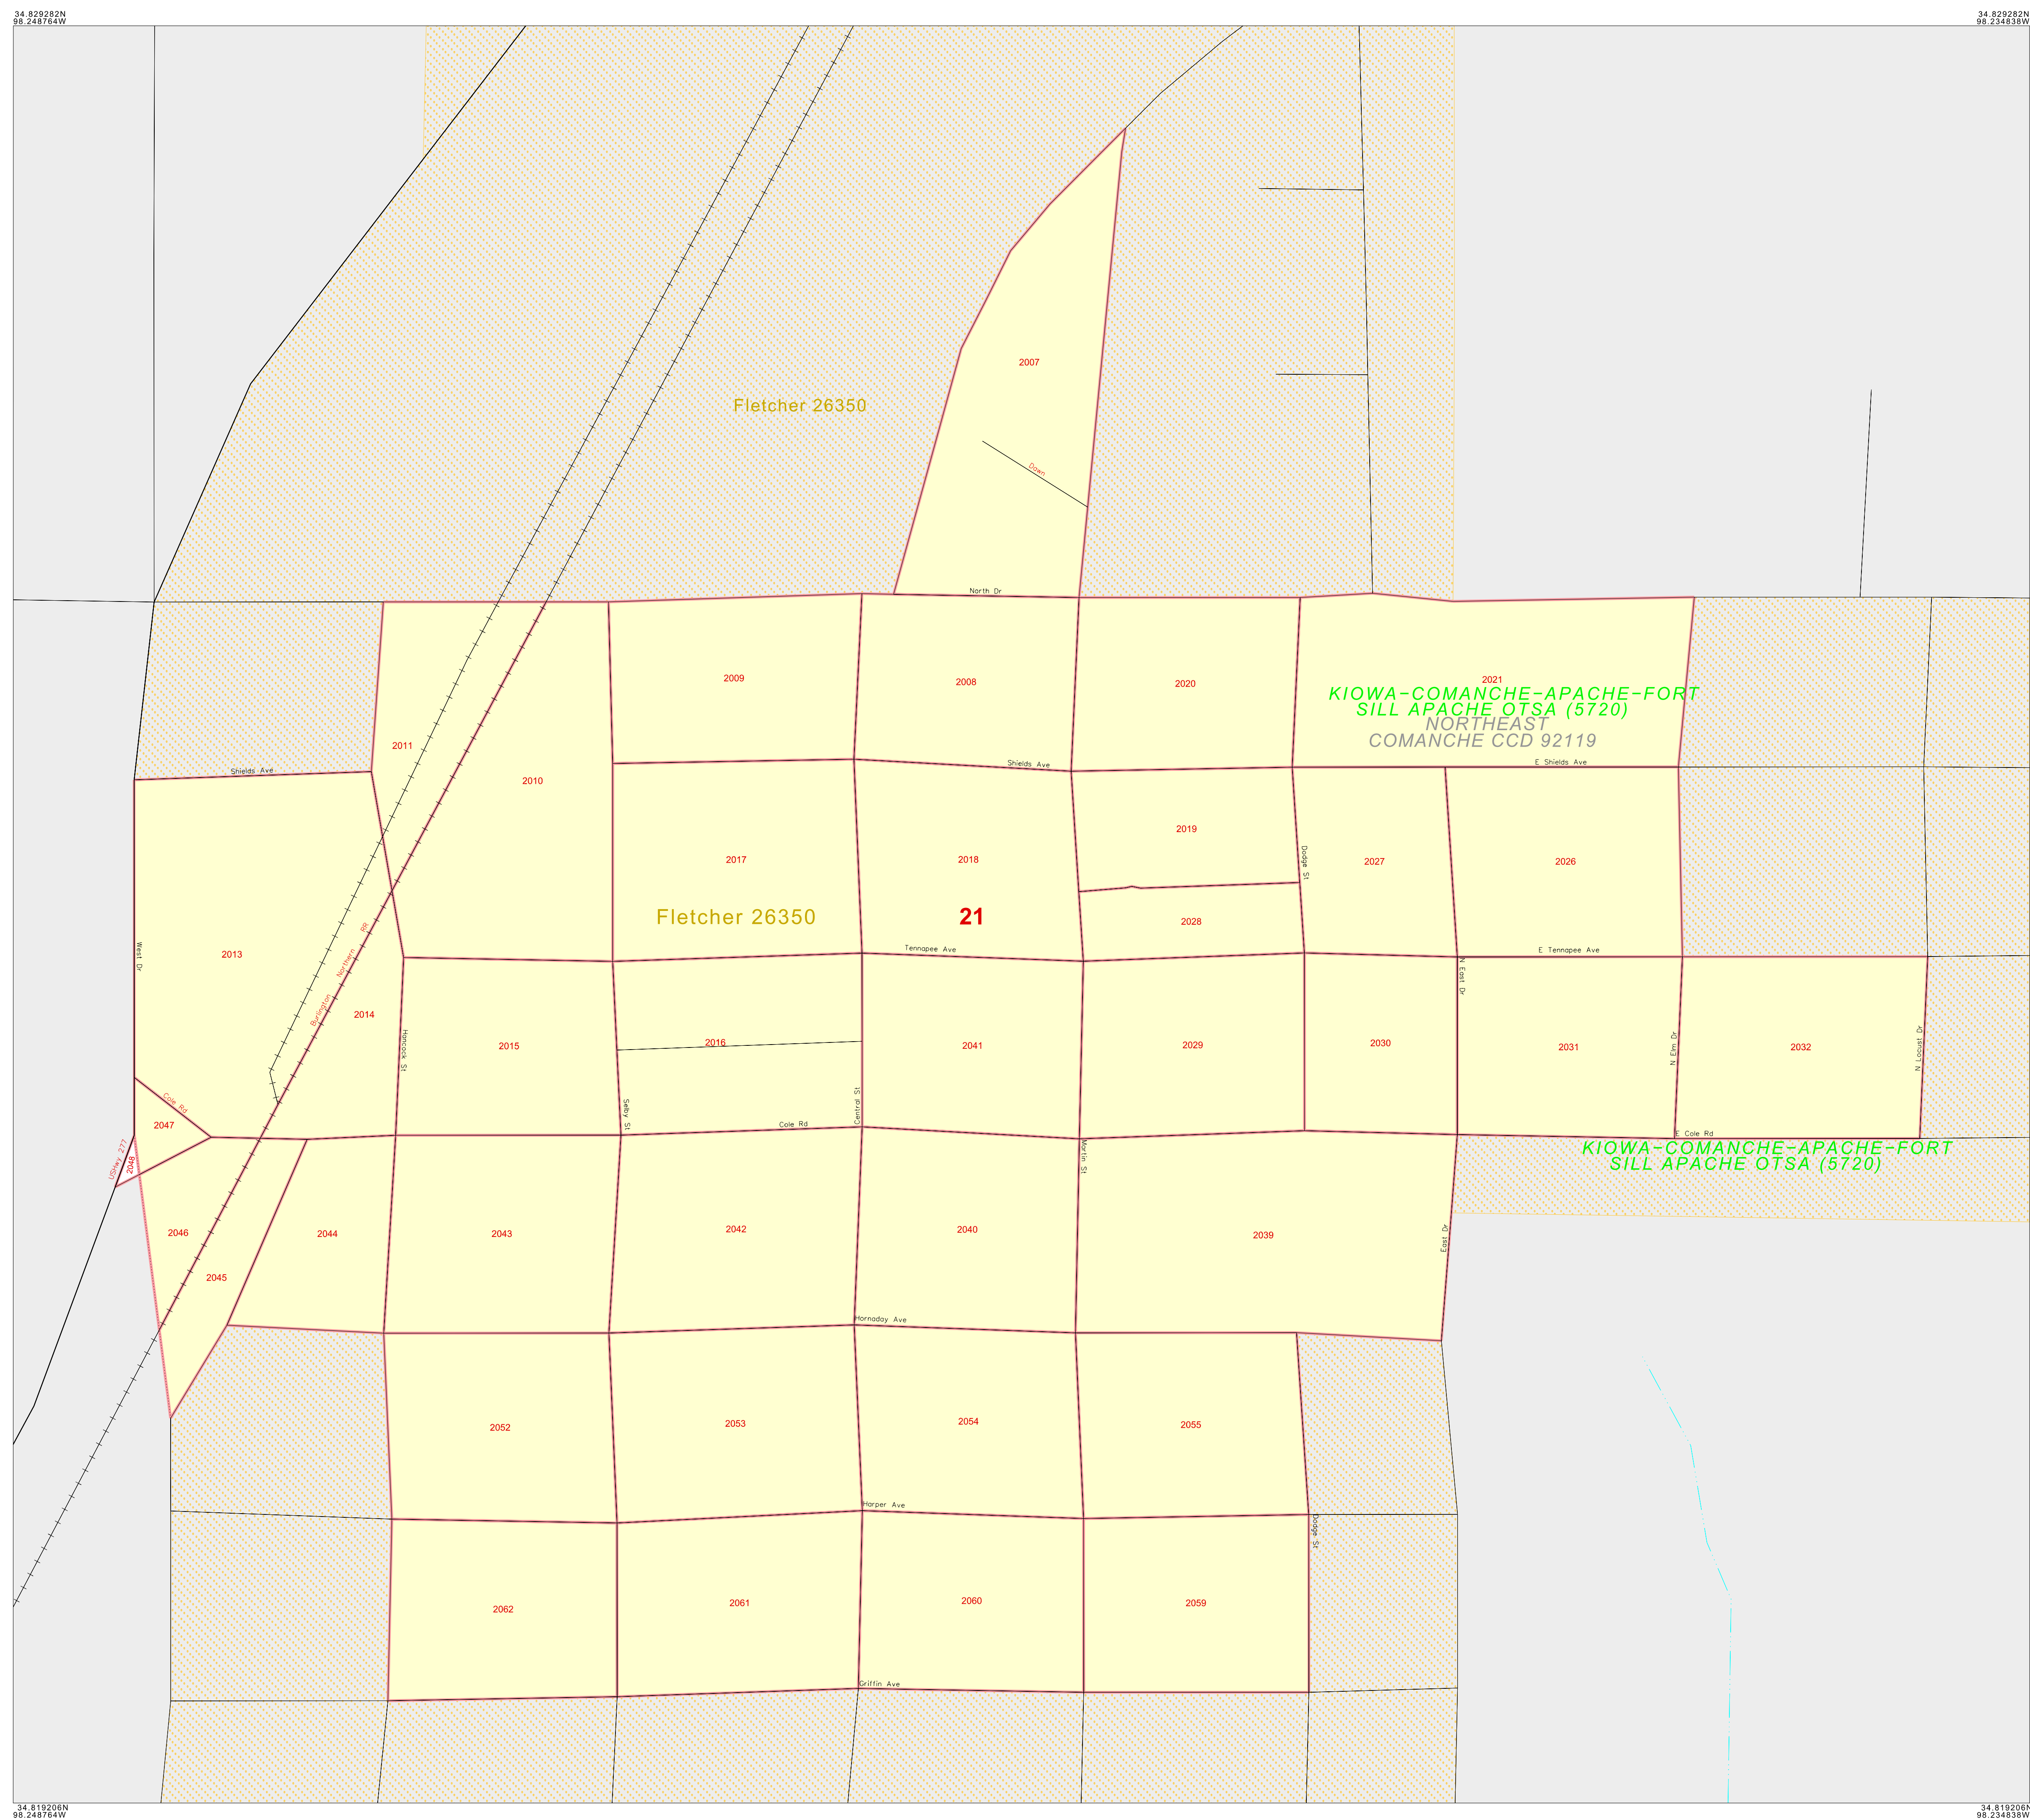 34.829282N
98.248764W
34.829282N
98.234838W
2007
Fletcher 26350
Down
North Dr
2009
2008
2020
2021
KIOWA-COMANCHE-APACHE-FORT
SILL APACHE OTSA (5720)
NORTHEAST
COMANCHE CCD 92119
2011
2010
Shields Ave
Shields Ave
E Shields Ave
2019
2017
2018
Dodge St
2027
2026
Fletcher 26350
21
2028
West Dr
2013
Burlington Northern RR
Tennapee Ave
E Tennapee Ave
N East Dr
2014
Hancock St
2015
2016
2041
2029
2030
2031
N Elm Dr
2032
N Locust Dr
Cole Rd
2047
Seby St
Central St
Cole Rd
E Cole Rd
USHwy 277
2048
Martin St
KIOWA-COMANCHE-APACHE-FORT
SILL APACHE OTSA (5720)
2046
2044
2043
2042
2040
2039
East Dr
2045
Hornaday Ave
2052
2053
2054
2055
Harper Ave
Dodge St
2062
2061
2060
2059
Griffin Ave
34.819206N
98.248764W
34.819206N
98.234838W